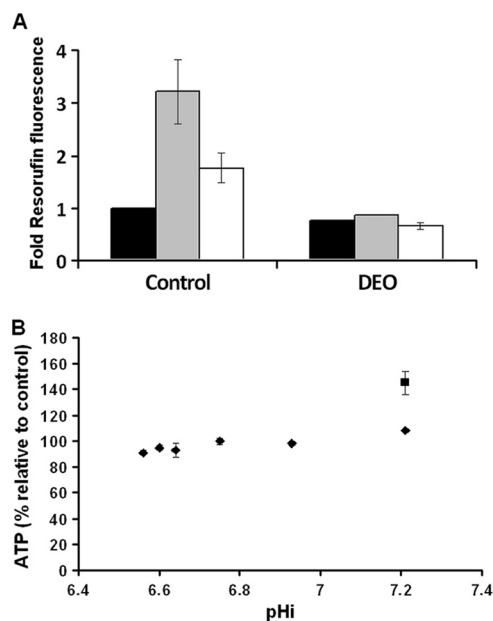 A
Fold Resorufin fluorescence
4
3
2
1
0
Control DEO
B
ATP (% relative to control)
180
160
140
120
100
80
60
40
20
0
6.4 6.6 6.8 7 7.2 7.4
pHi